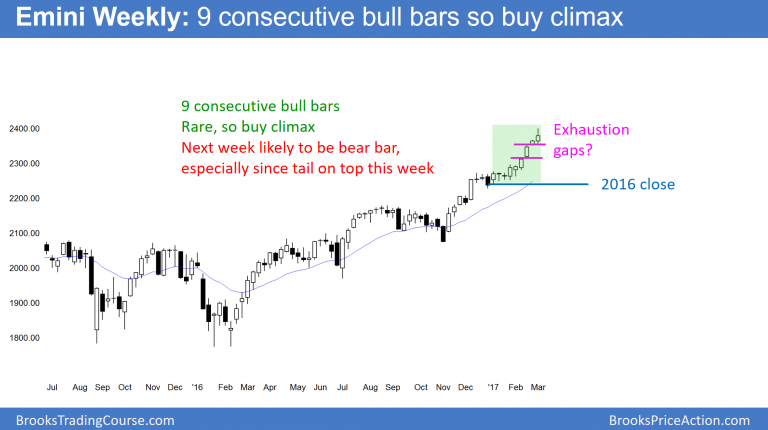 Emini Weekly: 9 consecutive bull bars so buy climax
9 consecutive bull bars
Rare, so buy climax
Next week likely to be bear bar,
especially since tail on top this week
Exhaustion
gaps?
2016 close
2400.00
2300.00
2200.00
2100.00
2000.00
1900.00
1800.00
Jul Aug Sep Oct Nov Dec '16 Feb Mar Apr May Jun Jul Aug Sep Oct Nov Dec '17 Feb Mar
BrooksTradingCourse.com BrooksPriceAction.com